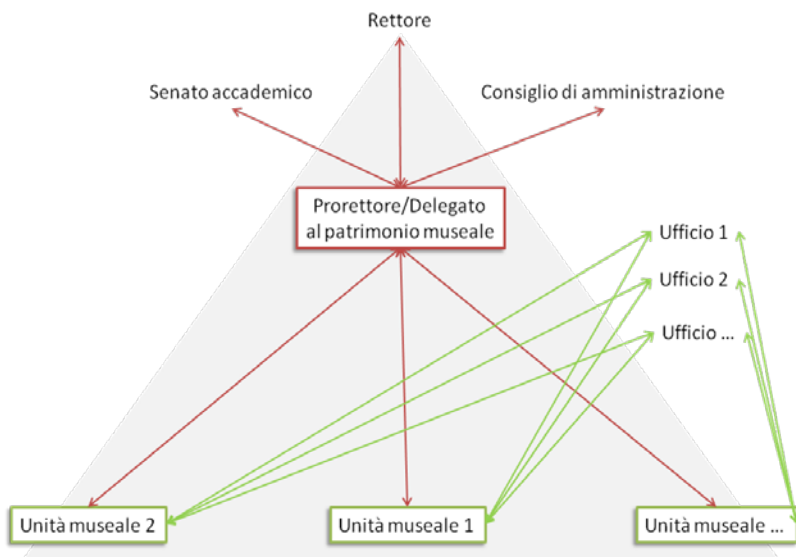 Rettore
Senato accademico
Consiglio di amministrazione
Prorettore/Delegato
al patrimonio museale
Ufficio 1
Ufficio 2
Ufficio ...
Unità museale 2
Unità museale 1
Unità museale ...